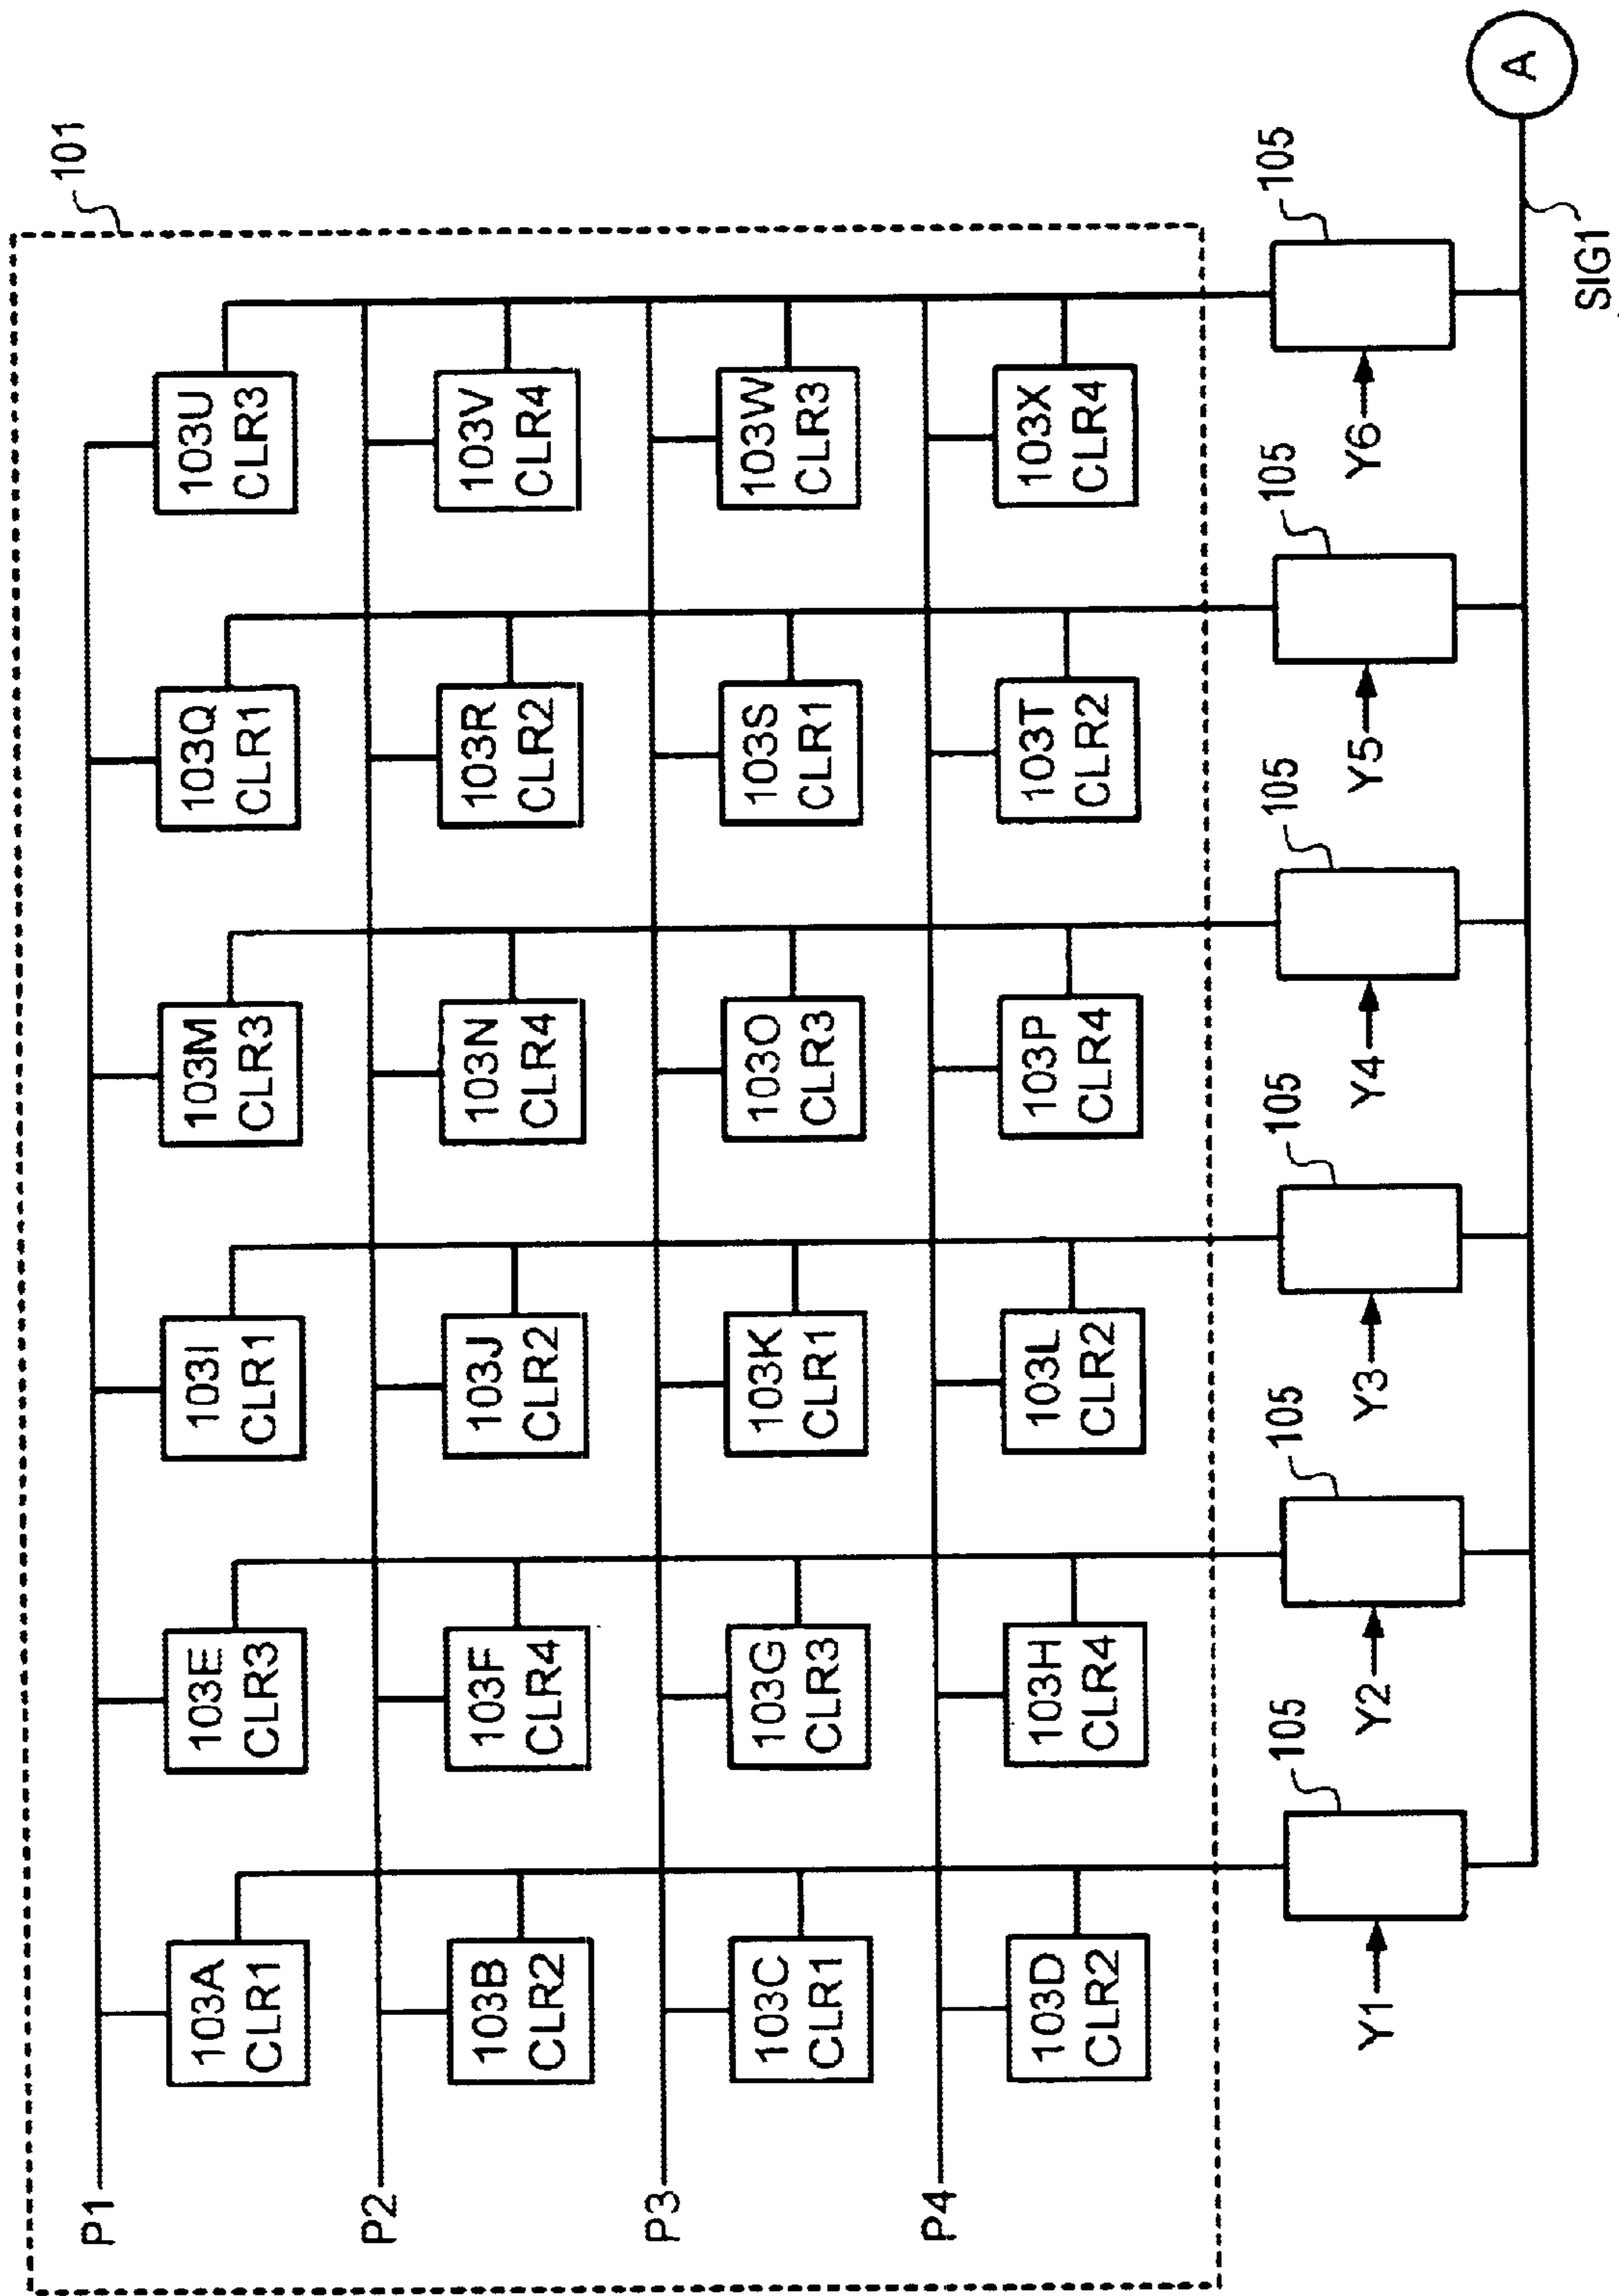 101
P1
103A
CLR1
103E
CLR3
103I
CLR1
103M
CLR3
103Q
CLR1
103U
CLR3
P2
103B
CLR2
103F
CLR4
103J
CLR2
103N
CLR4
103R
CLR2
103V
CLR4
P3
103C
CLR1
103G
CLR3
103K
CLR1
103O
CLR3
103S
CLR1
103W
CLR3
P4
103D
CLR2
103H
CLR4
103L
CLR2
103P
CLR4
103T
CLR2
103X
CLR4
105
105
105
105
105
105
Y1
Y2
Y3
Y4
Y5
Y6
A
SIG1